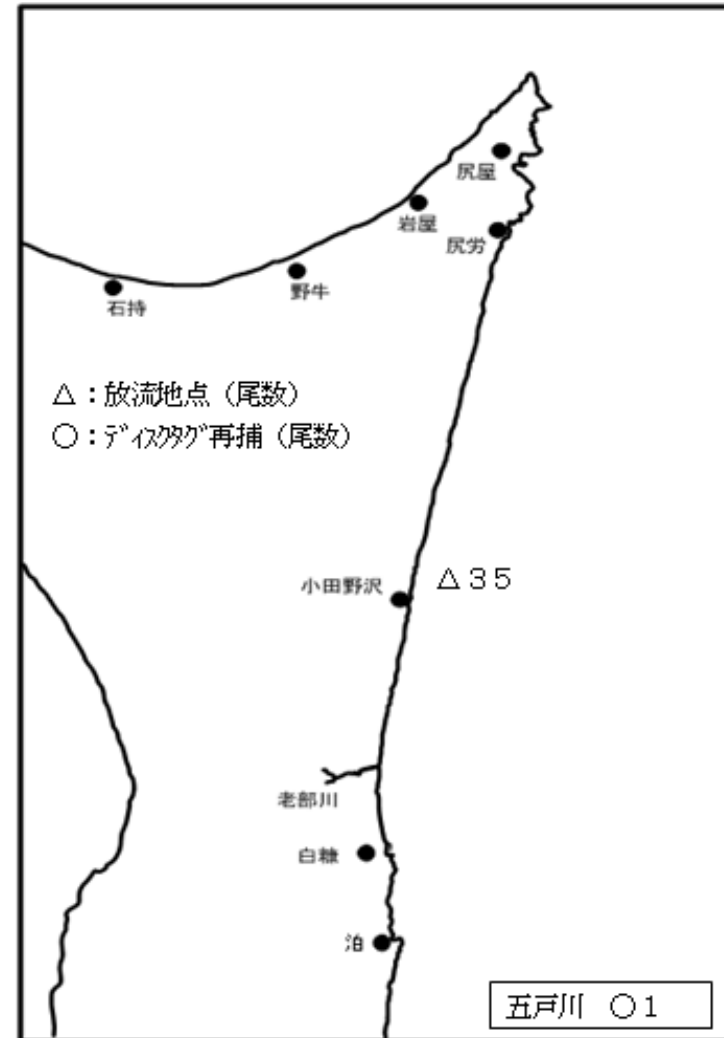 尻屋
岩屋
尻労
野牛
石持
△：放流地点（尾数）
○：ディスクタグ再捕（尾数）
小田野沢
△３５
老部川
白糠
泊
五戸川　○１